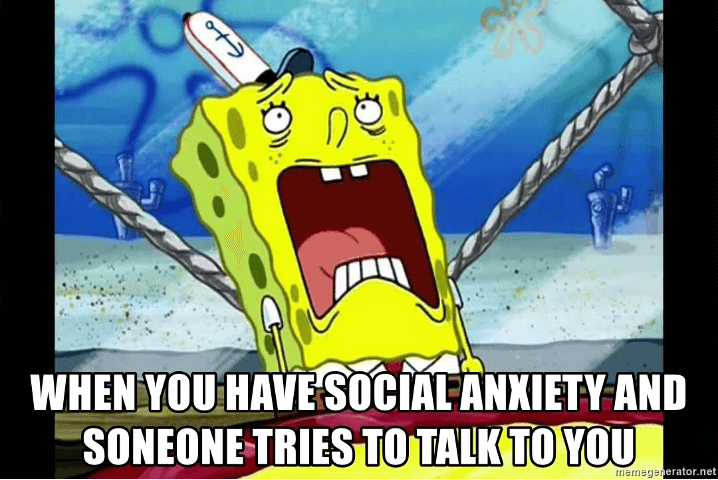 WHEN YOU HAVE SOCIAL ANXIETY AND
SONEONE TRIES TO TALK TO YOU
memegenerator.net